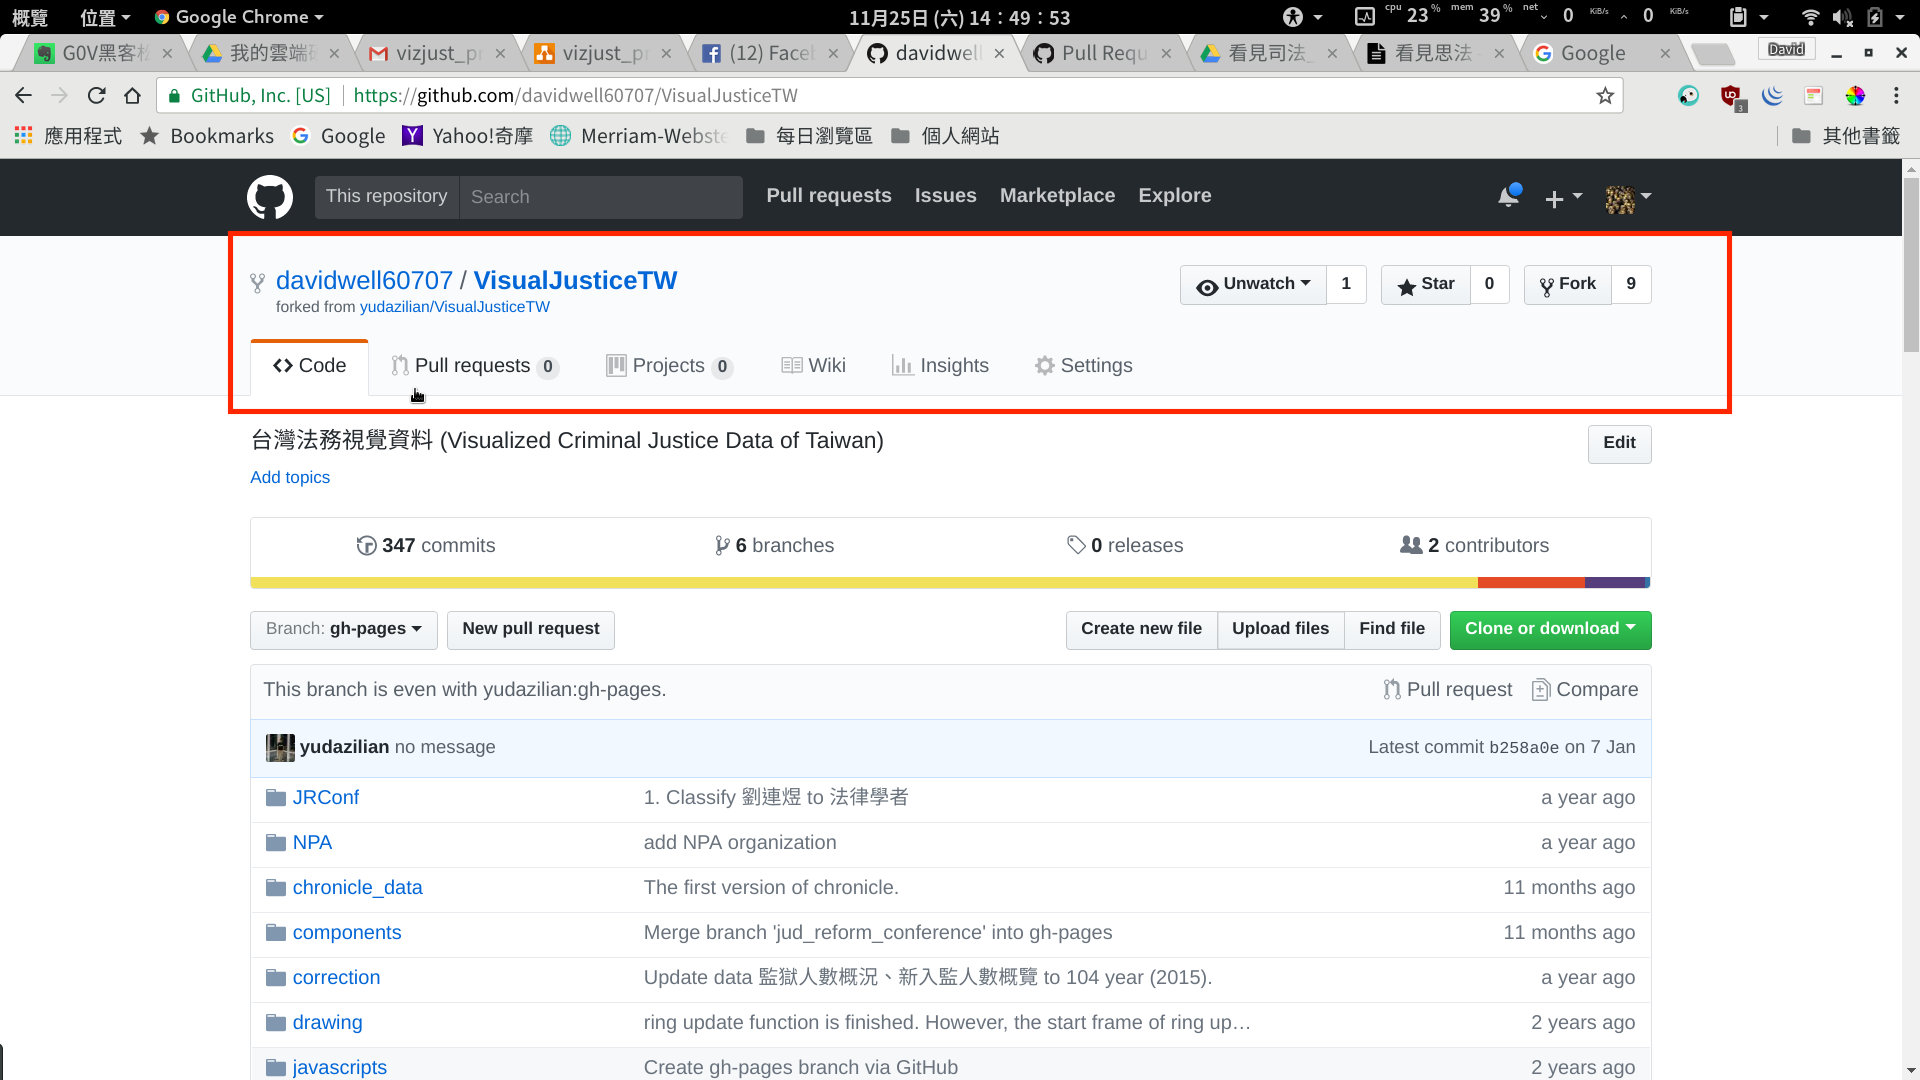 概覽 位置 Google Chrome 11月25日 (六) 14：49：53 cpu 23 % mem 39 % net 0 KiB/s 0 KiB/s
G0V黑客松 我的雲端 vizjust_pr vizjust_pr (12) Faceb davidwell Pull Requ 看見司法_ 看見思法 - Google David
GitHub, Inc. [US] https://github.com/davidwell60707/VisualJusticeTW 3
應用程式 Bookmarks Google Yahoo!奇摩 Merriam-Webste 每日瀏覽區 個人網站 其他書籤
This repository Search Pull requests Issues Marketplace Explore
davidwell60707 / VisualJusticeTW Unwatch 1 Star 0 Fork 9
forked from yudazilian/VisualJusticeTW
Code Pull requests 0 Projects 0 Wiki Insights Settings
台灣法務視覺資料 (Visualized Criminal Justice Data of Taiwan) Edit
Add topics
347 commits 6 branches 0 releases 2 contributors
Branch: gh-pages New pull request Create new file Upload files Find file Clone or download
This branch is even with yudazilian:gh-pages. Pull request Compare
yudazilian no message Latest commit b258a0e on 7 Jan
JRConf 1. Classify 劉連煜 to 法律學者 a year ago
NPA add NPA organization a year ago
chronicle_data The first version of chronicle. 11 months ago
components Merge branch 'jud_reform_conference' into gh-pages 11 months ago
correction Update data 監獄人數概況、新入監人數概覽 to 104 year (2015). a year ago
drawing ring update function is finished. However, the start frame of ring up… 2 years ago
javascripts Create gh-pages branch via GitHub 2 years ago